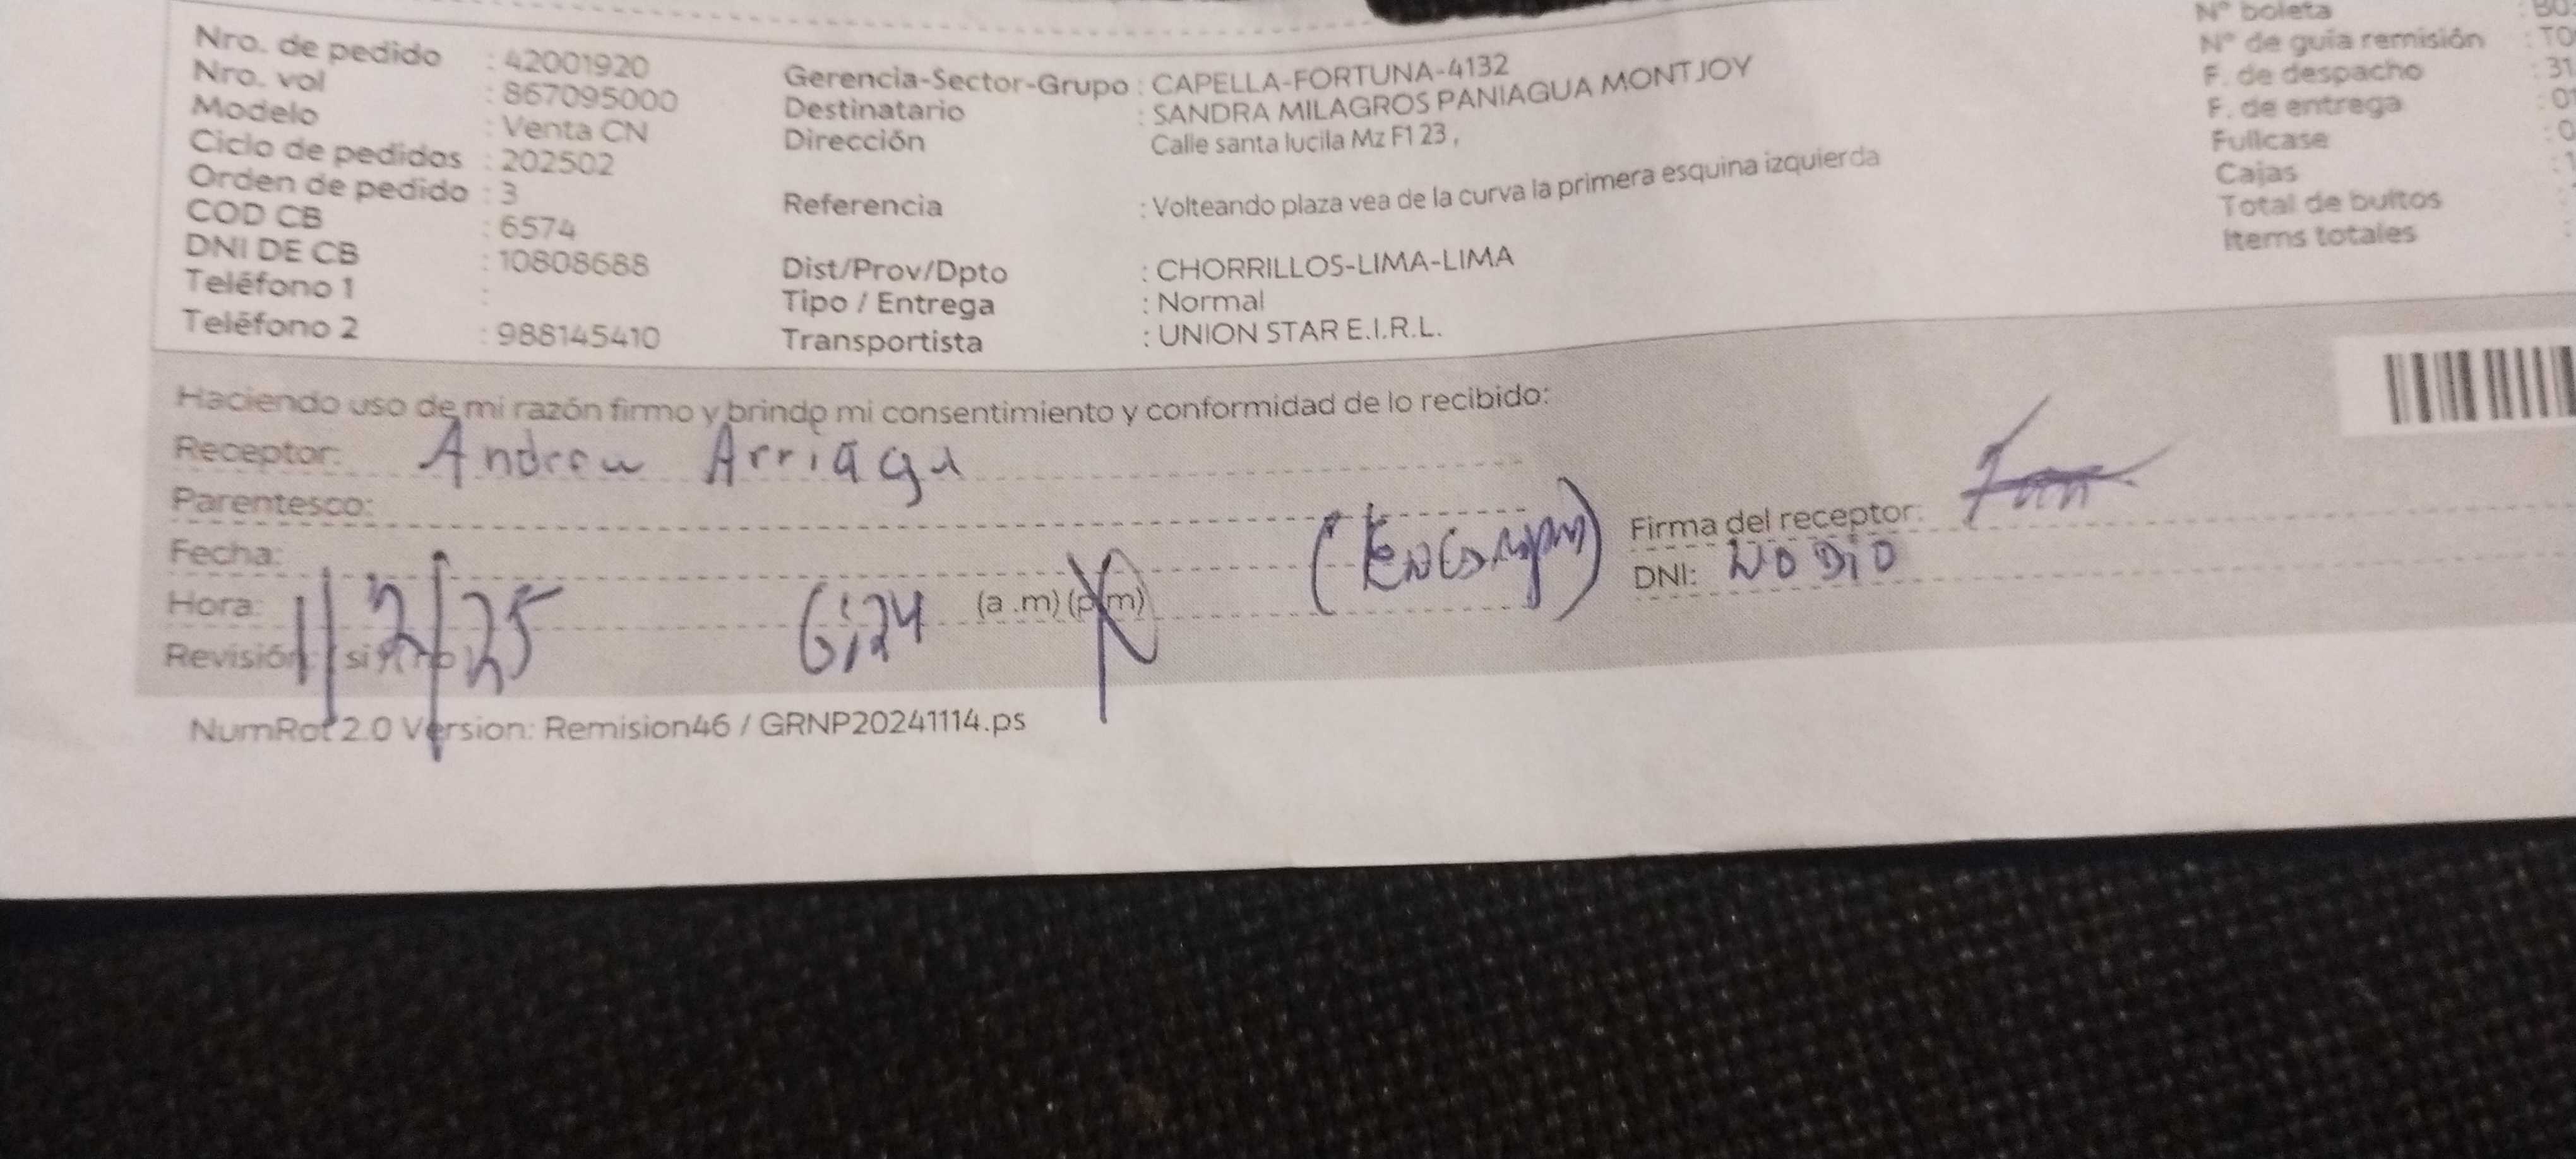 Nro. de pedido : 42001920
Nro. vol : 867095000
Modelo : Venta CN
Ciclo de pedidos : 202502
Orden de pedido : 3
COD CB : 6574
DNI DE CB : 10808688
Teléfono 1 :
Teléfono 2 : 988145410
Gerencia-Sector-Grupo : CAPELLA-FORTUNA-4132
Destinatario : SANDRA MILAGROS PANIAGUA MONTJOY
Dirección Calle santa lucila Mz F1 23 ,
Referencia : Volteando plaza vea de la curva la primera esquina izquierda
Dist/Prov/Dpto : CHORRILLOS-LIMA-LIMA
Tipo / Entrega : Normal
Transportista : UNION STAR E.I.R.L.
N° boleta
N° de guía remisión
F. de despacho : 31
F. de entrega
Fullcase
Cajas
Total de bultos
Items totales
Haciendo uso de mi razón firmo y brindo mi consentimiento y conformidad de lo recibido:
Receptor: Andrew Arriaga
Parentesco:
Fecha: 1/2/25
Hora: 6:24 (a .m) (p.m)
Revisión: si
Firma del receptor:
DNI: NO DIO
NumRot 2.0 Version: Remision46 / GRNP20241114.ps